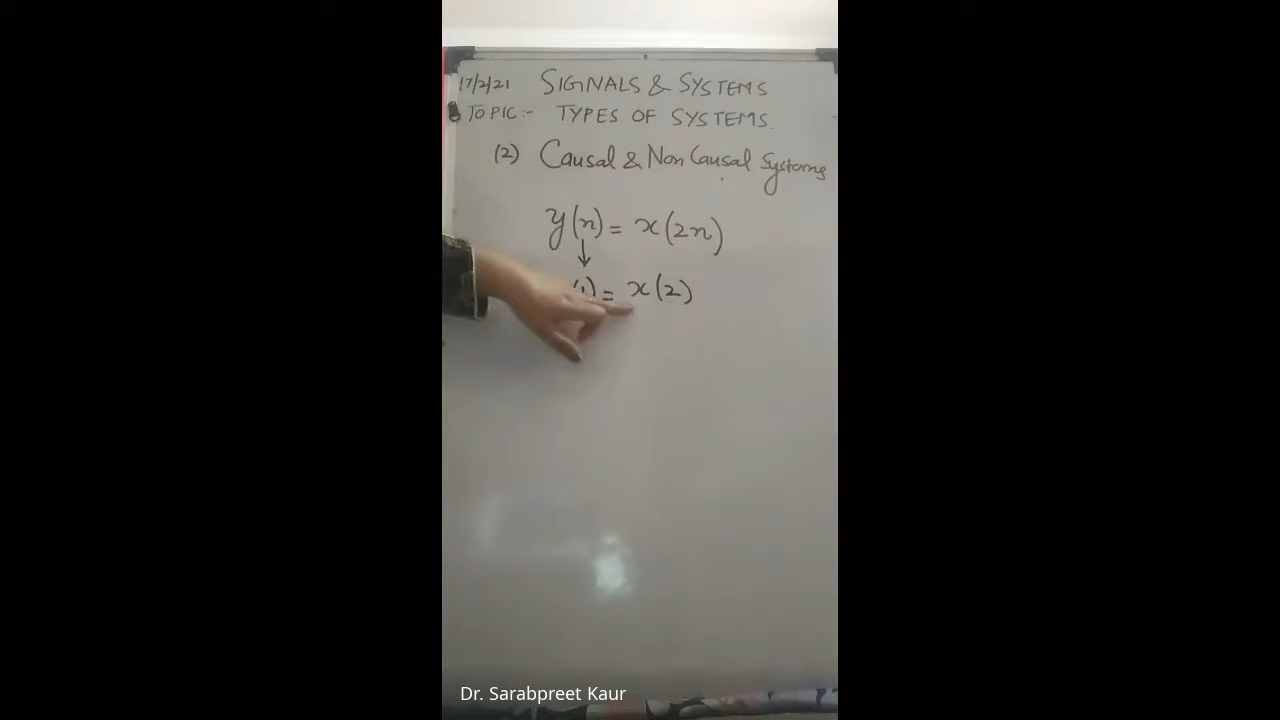 17/2/21 SIGNALS & SYSTEMS
TOPIC:- TYPES OF SYSTEMS.
(2) Causal & Non Causal Systems
y(n) = x(2n)
↓
(1) = x(2)
Dr. Sarabpreet Kaur